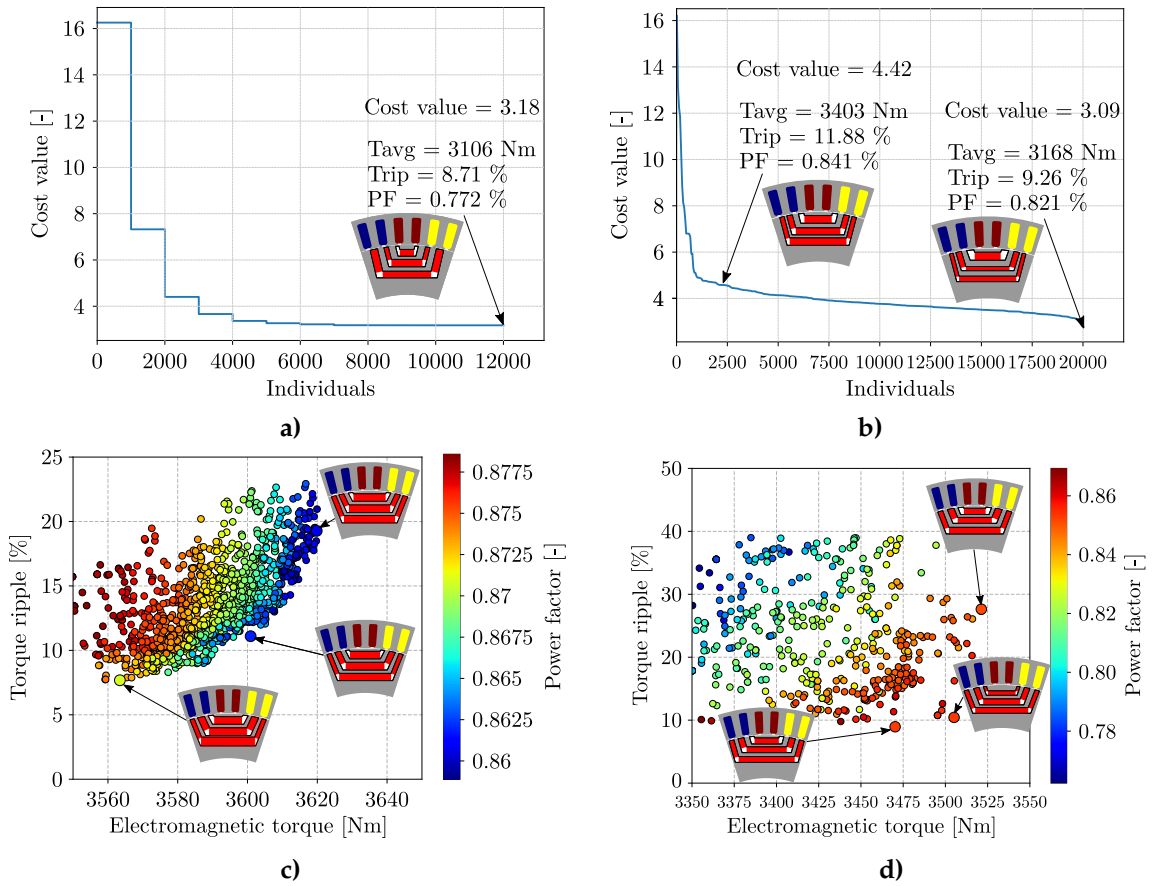 16
14
12
10
8
6
4
Cost value [-]
Cost value = 3.18
Tavg = 3106 Nm
Trip = 8.71 %
PF = 0.772 %
0 2000 4000 6000 8000 10000 12000
Individuals
a)
16
14
12
10
8
6
4
Cost value [-]
Cost value = 4.42
Tavg = 3403 Nm
Trip = 11.88 %
PF = 0.841 %
Cost value = 3.09
Tavg = 3168 Nm
Trip = 9.26 %
PF = 0.821 %
0 2500 5000 7500 10000 12500 15000 17500 20000
Individuals
b)
25
20
15
10
5
0
Torque ripple [%]
3560 3580 3600 3620 3640
Electromagnetic torque [Nm]
0.8775
0.875
0.8725
0.87
0.8675
0.865
0.8625
0.86
Power factor [-]
c)
50
40
30
20
10
0
Torque ripple [%]
3350 3375 3400 3425 3450 3475 3500 3525 3550
Electromagnetic torque [Nm]
0.86
0.84
0.82
0.80
0.78
Power factor [-]
d)